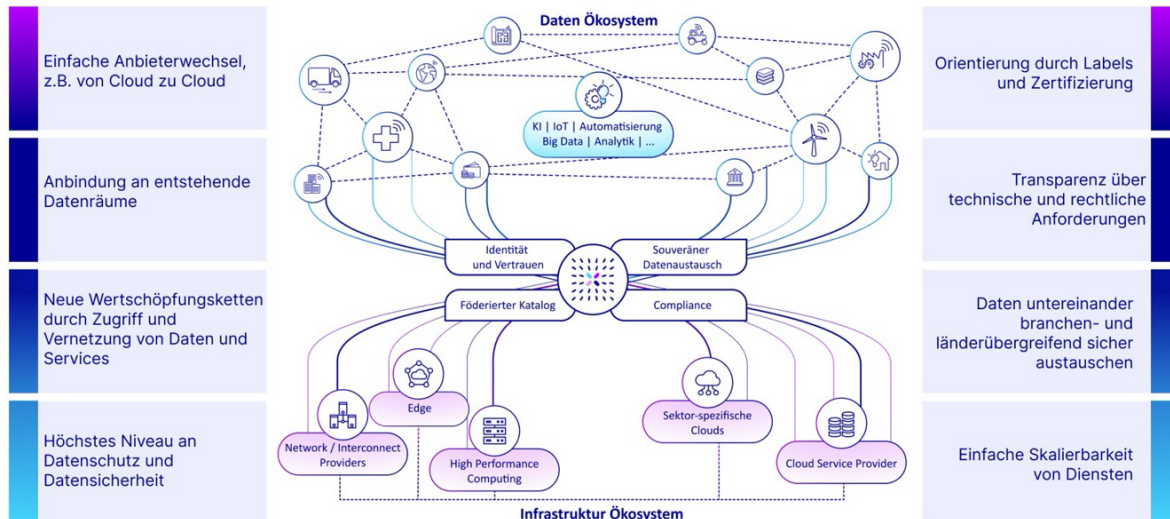 Einfache Anbieterwechsel,
z.B. von Cloud zu Cloud
Anbindung an entstehende
Datenräume
Neue Wertschöpfungsketten
durch Zugriff und
Vernetzung von Daten und
Services
Höchstes Niveau an
Datenschutz und
Datensicherheit
Daten Ökosystem
KI | IoT | Automatisierung
Big Data | Analytik | ...
Identität
und Vertrauen
Souveräner
Datenaustausch
Föderierter Katalog
Compliance
Edge
Sektor-spezifische
Clouds
Network / Interconnect
Providers
High Performance
Computing
Cloud Service Provider
Infrastruktur Ökosystem
Orientierung durch Labels
und Zertifizierung
Transparenz über
technische und rechtliche
Anforderungen
Daten untereinander
branchen- und
länderübergreifend sicher
austauschen
Einfache Skalierbarkeit
von Diensten